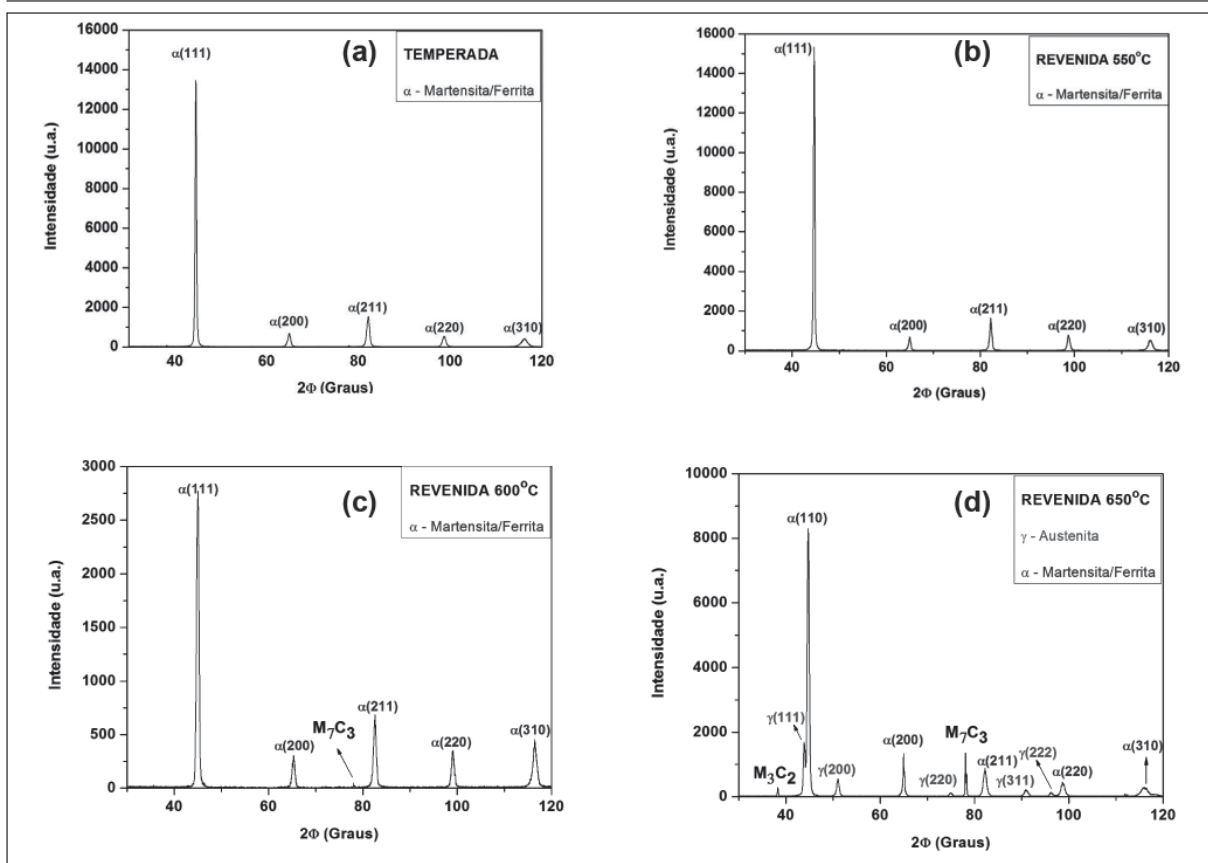 (a)
TEMPERADA
α - Martensita/Ferrita
Intensidade (u.a.)
16000
14000
12000
10000
8000
6000
4000
2000
0
α(111)
α(200)
α(211)
α(220)
α(310)
40 60 80 100 120
2Φ (Graus)
(b)
REVENIDA 550°C
α - Martensita/Ferrita
Intensidade (u.a.)
16000
14000
12000
10000
8000
6000
4000
2000
0
α(111)
α(200)
α(211)
α(220)
α(310)
40 60 80 100 120
2Φ (Graus)
(c)
REVENIDA 600°C
α - Martensita/Ferrita
Intensidade (u.a.)
3000
2500
2000
1500
1000
500
0
α(111)
α(200)
M₇C₃
α(211)
α(220)
α(310)
40 60 80 100 120
2Φ (Graus)
(d)
REVENIDA 650°C
γ - Austenita
α - Martensita/Ferrita
Intensidade (u.a.)
10000
8000
6000
4000
2000
0
M₃C₂
γ(111)
α(110)
γ(200)
α(200)
γ(220)
M₇C₃
α(211)
γ(311)
γ(222)
α(220)
α(310)
40 60 80 100 120
2Φ (Graus)